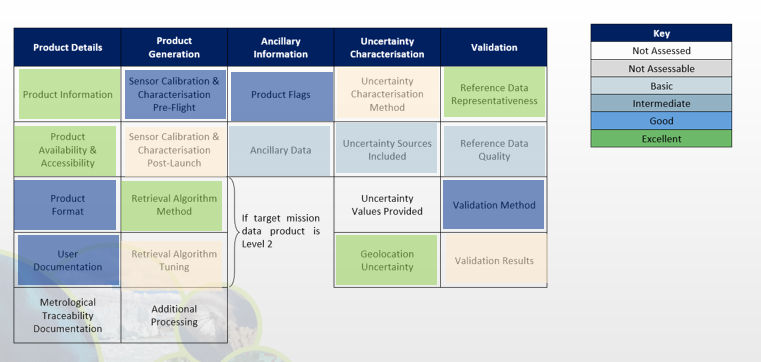 Product Details
Product
Generation
Ancillary
Information
Uncertainty
Characterisation
Validation
Product Information
Sensor Calibration &
Characterisation
Pre-Flight
Product Flags
Uncertainty
Characterisation
Method
Reference Data
Representativeness
Product
Availability &
Accessibility
Sensor Calibration &
Characterisation
Post-Launch
Ancillary Data
Uncertainty Sources
Included
Reference Data
Quality
Product
Format
Retrieval Algorithm
Method
If target mission
data product is
Level 2
Uncertainty
Values Provided
Validation Method
User
Documentation
Retrieval Algorithm
Tuning
Geolocation
Uncertainty
Validation Results
Metrological
Traceability
Documentation
Additional
Processing
Key
Not Assessed
Not Assessable
Basic
Intermediate
Good
Excellent